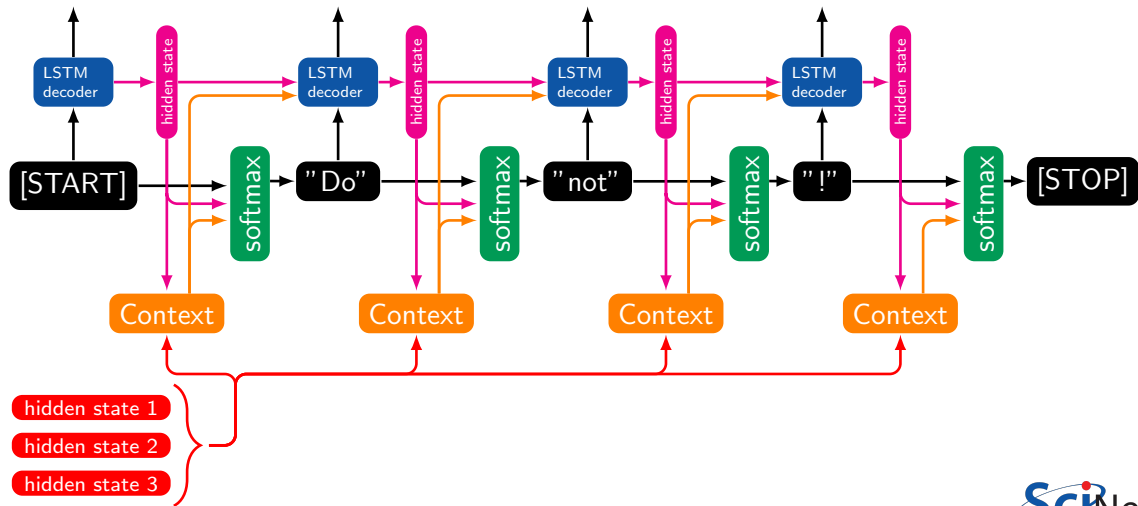 LSTM
decoder
hidden state
LSTM
decoder
hidden state
LSTM
decoder
hidden state
LSTM
decoder
hidden state
[START]
softmax
"Do"
softmax
"not"
softmax
"!"
softmax
[STOP]
Context
Context
Context
Context
hidden state 1
hidden state 2
hidden state 3